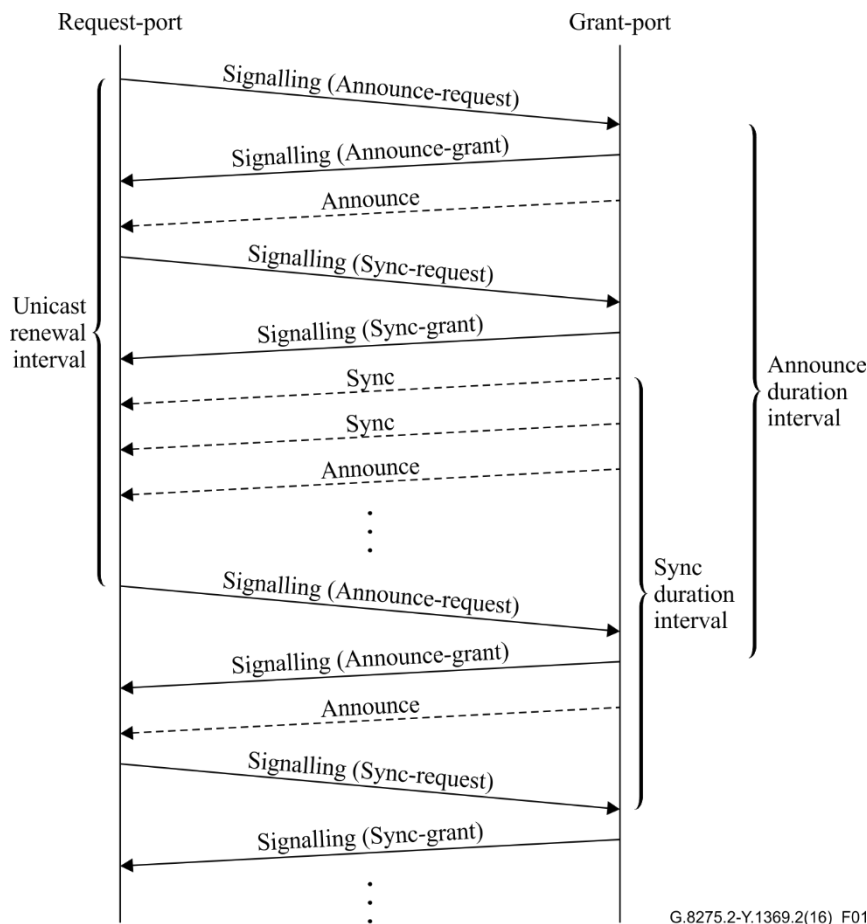 Request-port
Grant-port
Signalling (Announce-request)
Signalling (Announce-grant)
Announce
Signalling (Sync-request)
Unicast
renewal
interval
Signalling (Sync-grant)
Sync
Sync
Announce
Announce
duration
interval
Signalling (Announce-request)
Sync
duration
interval
Signalling (Announce-grant)
Announce
Signalling (Sync-request)
Signalling (Sync-grant)
G.8275.2-Y.1369.2(16)_F01